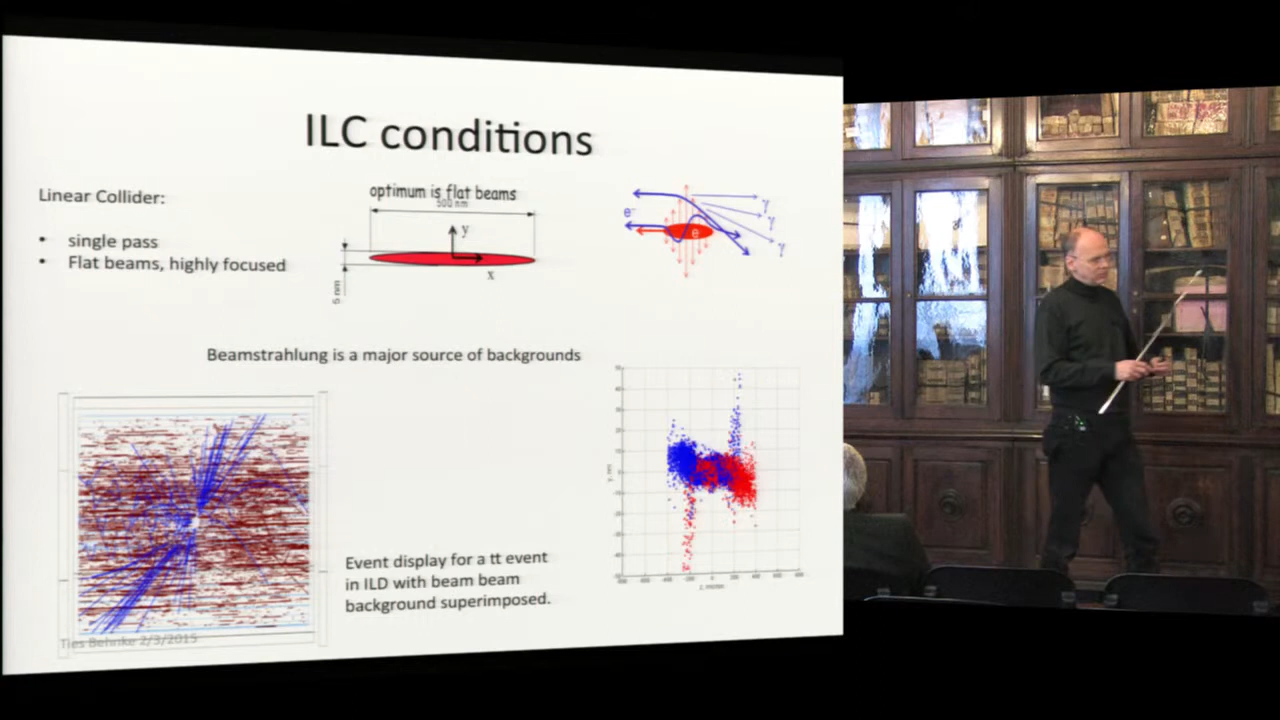 ILC conditions
Linear Collider:
• single pass
• Flat beams, highly focused
optimum is flat beams
500 nm
y
x
5 nm
e⁻
e
γ
γ
γ
Beamstrahlung is a major source of backgrounds
Event display for a tt event
in ILD with beam beam
background superimposed.
Ties Behnke 2/3/2015